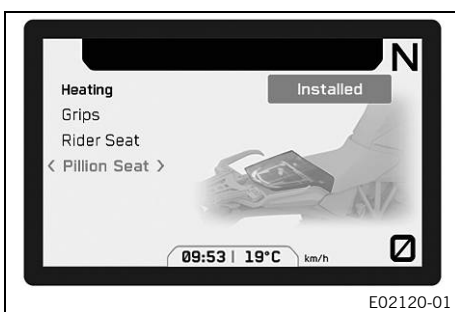 N
Heating
Installed
Grips
Rider Seat
< Pillion Seat >
09:53 | 19°C km/h
0
E02120-01